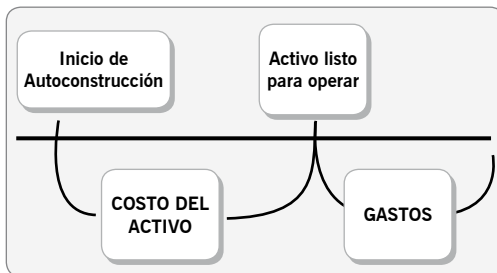 Inicio de
Autoconstrucción
Activo listo
para operar
COSTO DEL
ACTIVO
GASTOS